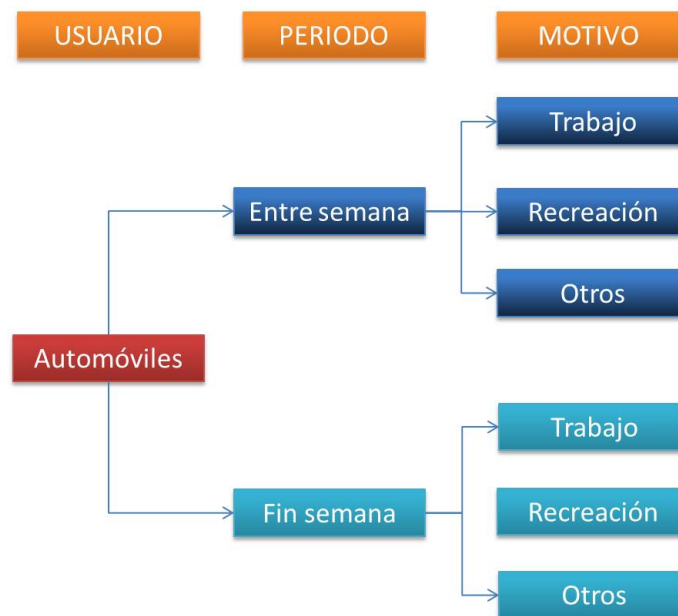 USUARIO
PERIODO
MOTIVO
Trabajo
Entre semana
Recreación
Otros
Automóviles
Trabajo
Fin semana
Recreación
Otros